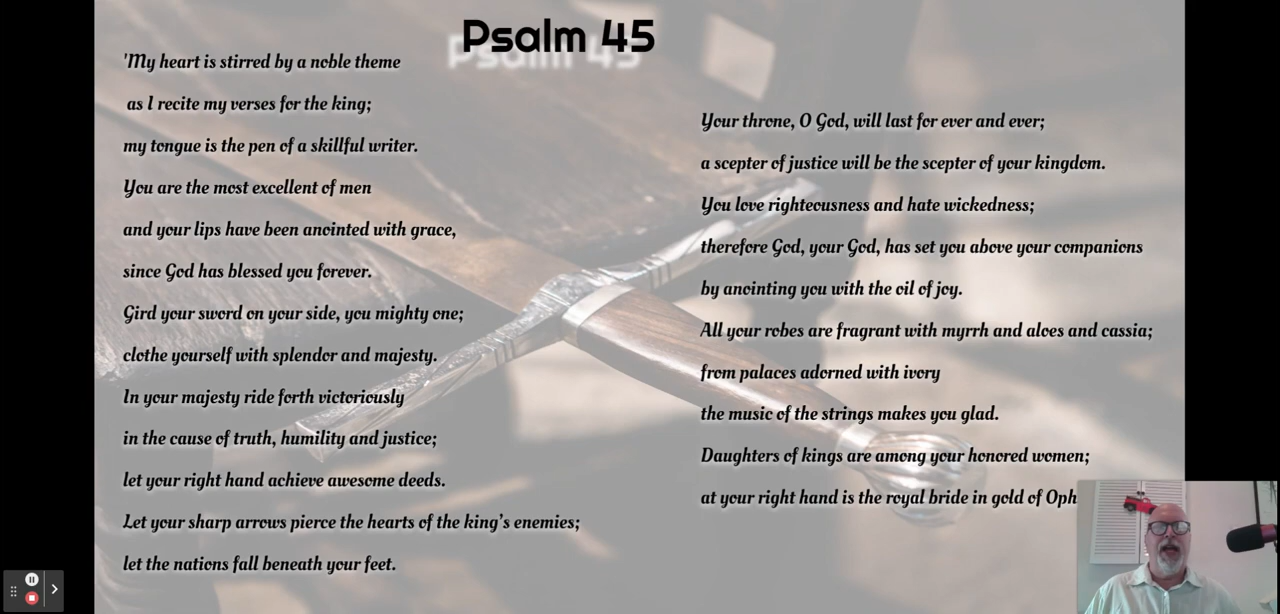 Psalm 45
'My heart is stirred by a noble theme
as I recite my verses for the king;
my tongue is the pen of a skillful writer.
You are the most excellent of men
and your lips have been anointed with grace,
since God has blessed you forever.
Gird your sword on your side, you mighty one;
clothe yourself with splendor and majesty.
In your majesty ride forth victoriously
in the cause of truth, humility and justice;
let your right hand achieve awesome deeds.
Let your sharp arrows pierce the hearts of the king's enemies;
let the nations fall beneath your feet.
Your throne, O God, will last for ever and ever;
a scepter of justice will be the scepter of your kingdom.
You love righteousness and hate wickedness;
therefore God, your God, has set you above your companions
by anointing you with the oil of joy.
All your robes are fragrant with myrrh and aloes and cassia;
from palaces adorned with ivory
the music of the strings makes you glad.
Daughters of kings are among your honored women;
at your right hand is the royal bride in gold of Oph